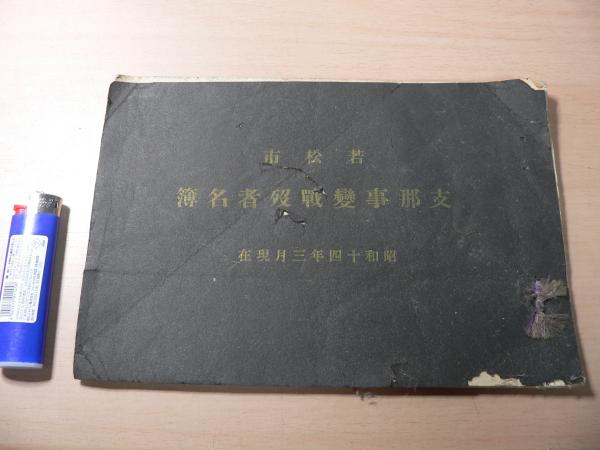 若松市
支那事變戰歿者名簿
昭和十四年三月現在